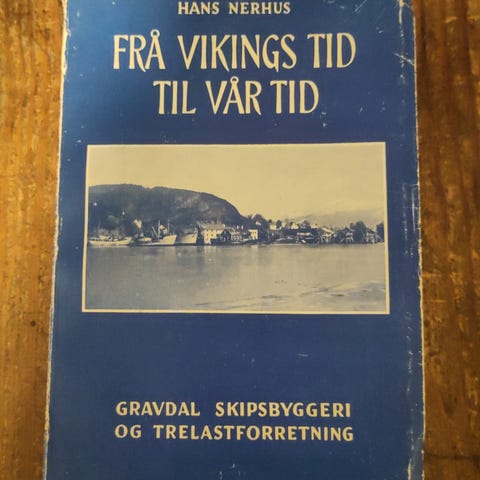 HANS NERHUS
FRÅ VIKINGS TID
TIL VÅR TID
GRAVDAL SKIPSBYGGERI
OG TRELASTFORRETNING